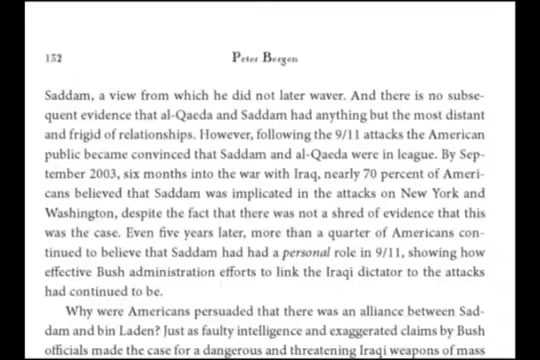 132 Peter Bergen
Saddam, a view from which he did not later waver. And there is no subse-
quent evidence that al-Qaeda and Saddam had anything but the most distant
and frigid of relationships. However, following the 9/11 attacks the American
public became convinced that Saddam and al-Qaeda were in league. By Sep-
tember 2003, six months into the war with Iraq, nearly 70 percent of Ameri-
cans believed that Saddam was implicated in the attacks on New York and
Washington, despite the fact that there was not a shred of evidence that this
was the case. Even five years later, more than a quarter of Americans con-
tinued to believe that Saddam had had a personal role in 9/11, showing how
effective Bush administration efforts to link the Iraqi dictator to the attacks
had continued to be.
Why were Americans persuaded that there was an alliance between Sad-
dam and bin Laden? Just as faulty intelligence and exaggerated claims by Bush
officials made the case for a dangerous and threatening Iraqi weapons of mass